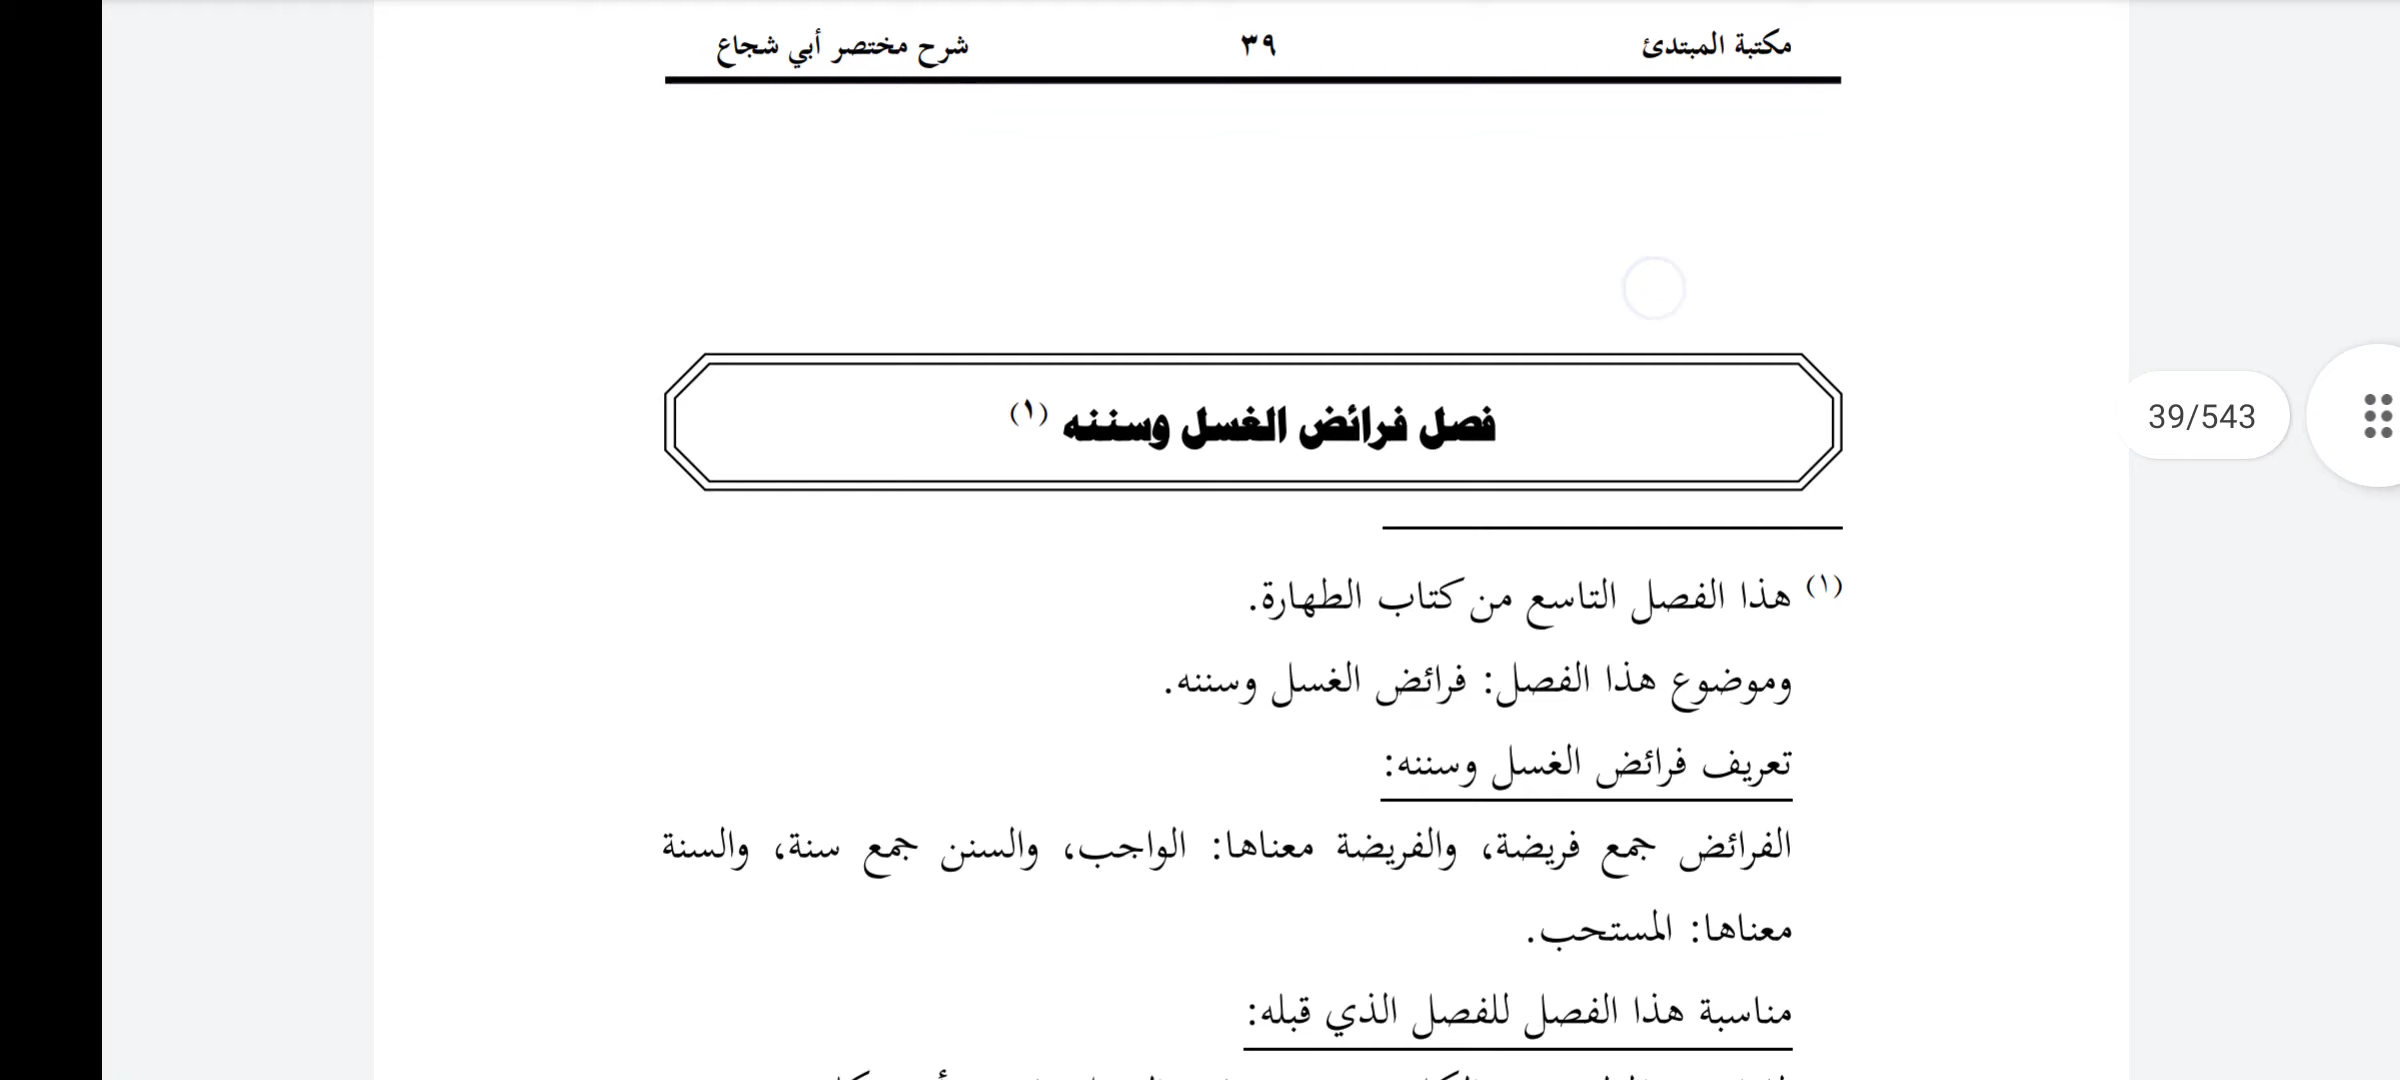 مكتبة المبتدئ ٣٩ شرح مختصر أبي شجاع
فصل فرائض الغسل وسننه (١)
39/543
(١) هذا الفصل التاسع من كتاب الطهارة.
وموضوع هذا الفصل: فرائض الغسل وسننه.
تعريف فرائض الغسل وسننه:
الفرائض جمع فريضة، والفريضة معناها: الواجب، والسنن جمع سنة، والسنة
معناها: المستحب.
مناسبة هذا الفصل للفصل الذي قبله: